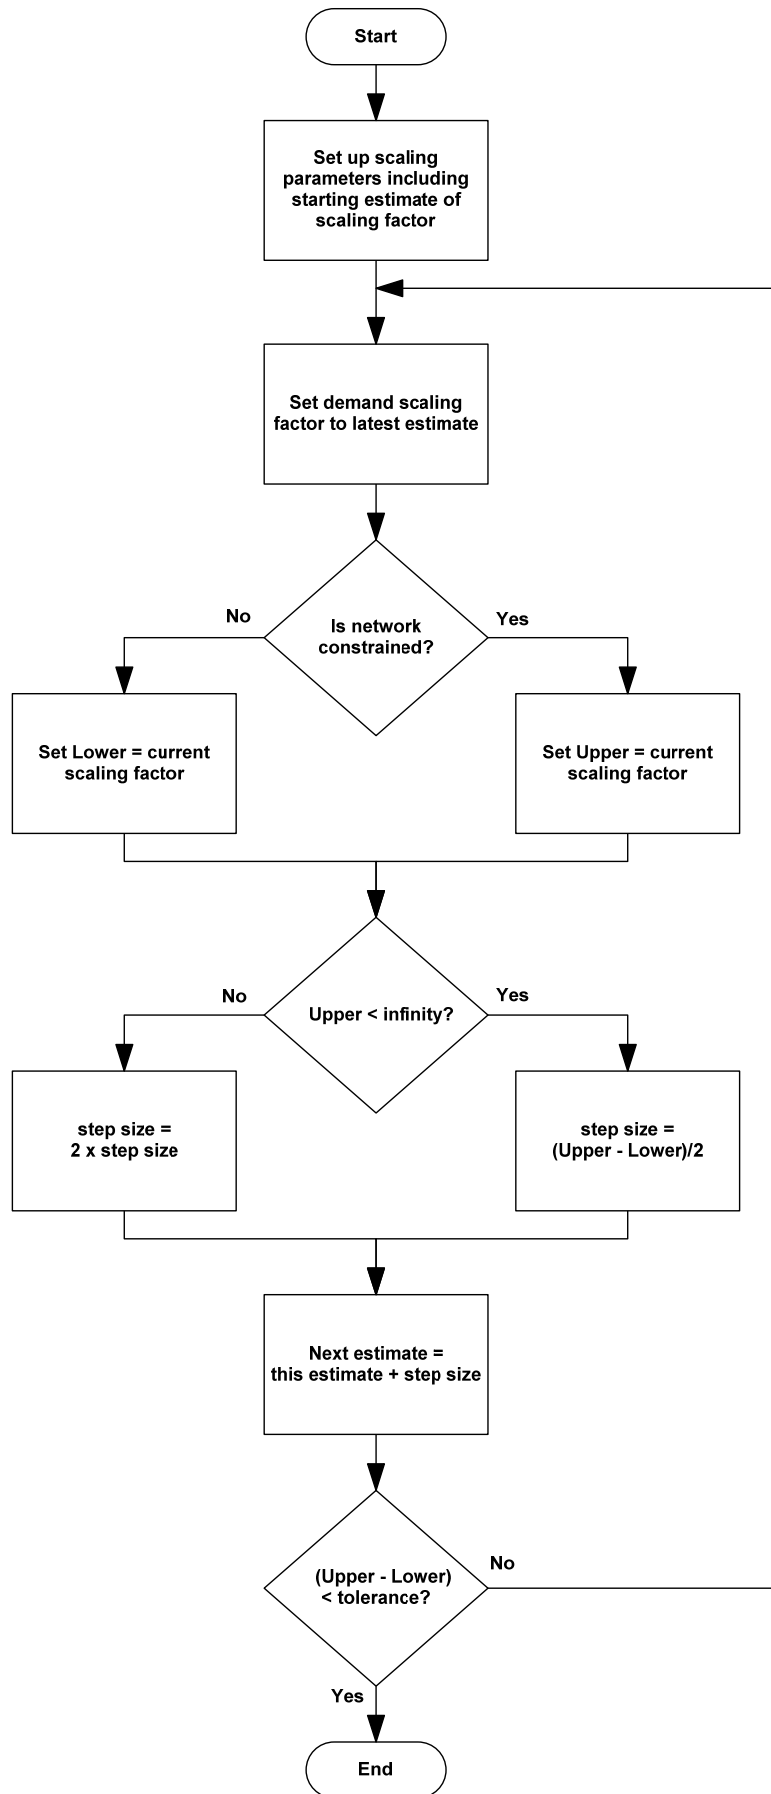 Start
Set up scaling
parameters including
starting estimate of
scaling factor
Set demand scaling
factor to latest estimate
No
Is network
constrained?
Yes
Set Lower = current
scaling factor
Set Upper = current
scaling factor
No
Upper < infinity?
Yes
step size =
2 x step size
step size =
(Upper - Lower)/2
Next estimate =
this estimate + step size
(Upper - Lower)
< tolerance?
No
Yes
End